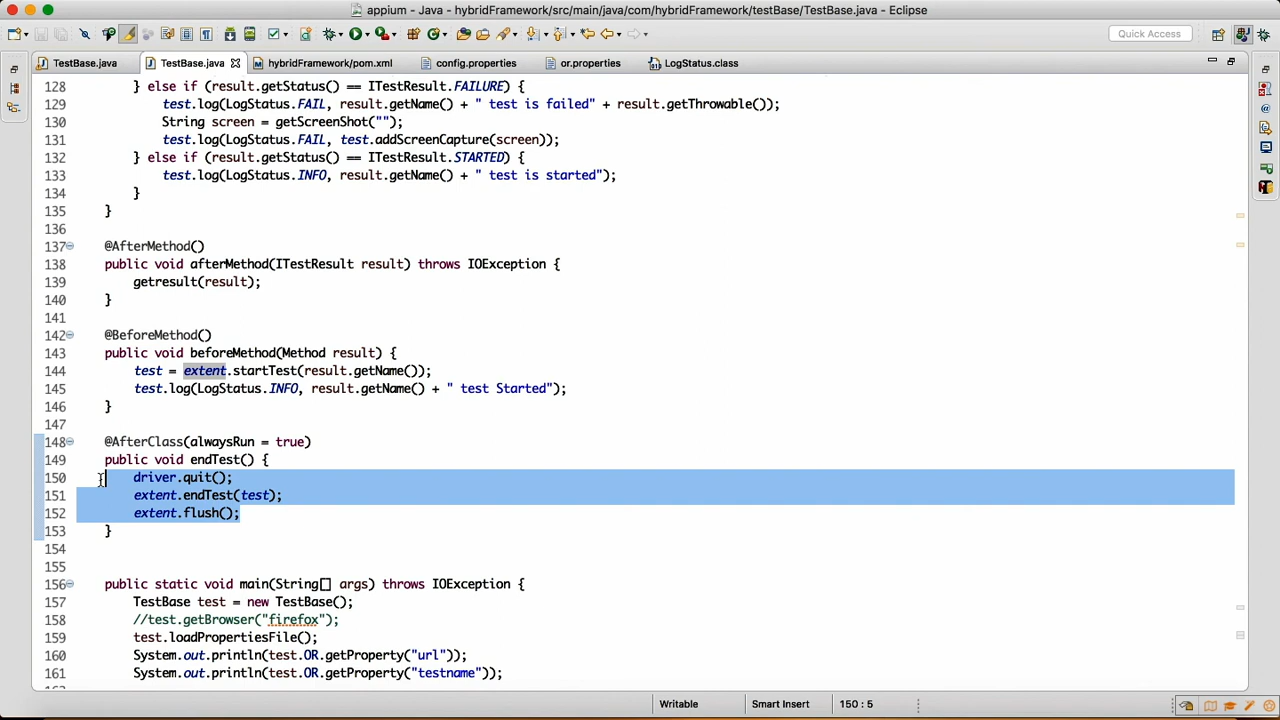 appium - Java - hybridFramework/src/main/java/com/hybridFramework/testBase/TestBase.java - Eclipse
Quick Access
TestBase.java TestBase.java hybridFramework/pom.xml config.properties or.properties LogStatus.class
128 } else if (result.getStatus() == ITestResult.FAILURE) {
129 test.log(LogStatus.FAIL, result.getName() + " test is failed" + result.getThrowable());
130 String screen = getScreenShot("");
131 test.log(LogStatus.FAIL, test.addScreenCapture(screen));
132 } else if (result.getStatus() == ITestResult.STARTED) {
133 test.log(LogStatus.INFO, result.getName() + " test is started");
134 }
135 }
136
137 @AfterMethod()
138 public void afterMethod(ITestResult result) throws IOException {
139 getresult(result);
140 }
141
142 @BeforeMethod()
143 public void beforeMethod(Method result) {
144 test = extent.startTest(result.getName());
145 test.log(LogStatus.INFO, result.getName() + " test Started");
146 }
147
148 @AfterClass(alwaysRun = true)
149 public void endTest() {
150 driver.quit();
151 extent.endTest(test);
152 extent.flush();
153 }
154
155
156 public static void main(String[] args) throws IOException {
157 TestBase test = new TestBase();
158 //test.getBrowser("firefox");
159 test.loadPropertiesFile();
160 System.out.println(test.OR.getProperty("url"));
161 System.out.println(test.OR.getProperty("testname"));
Writable Smart Insert 150 : 5